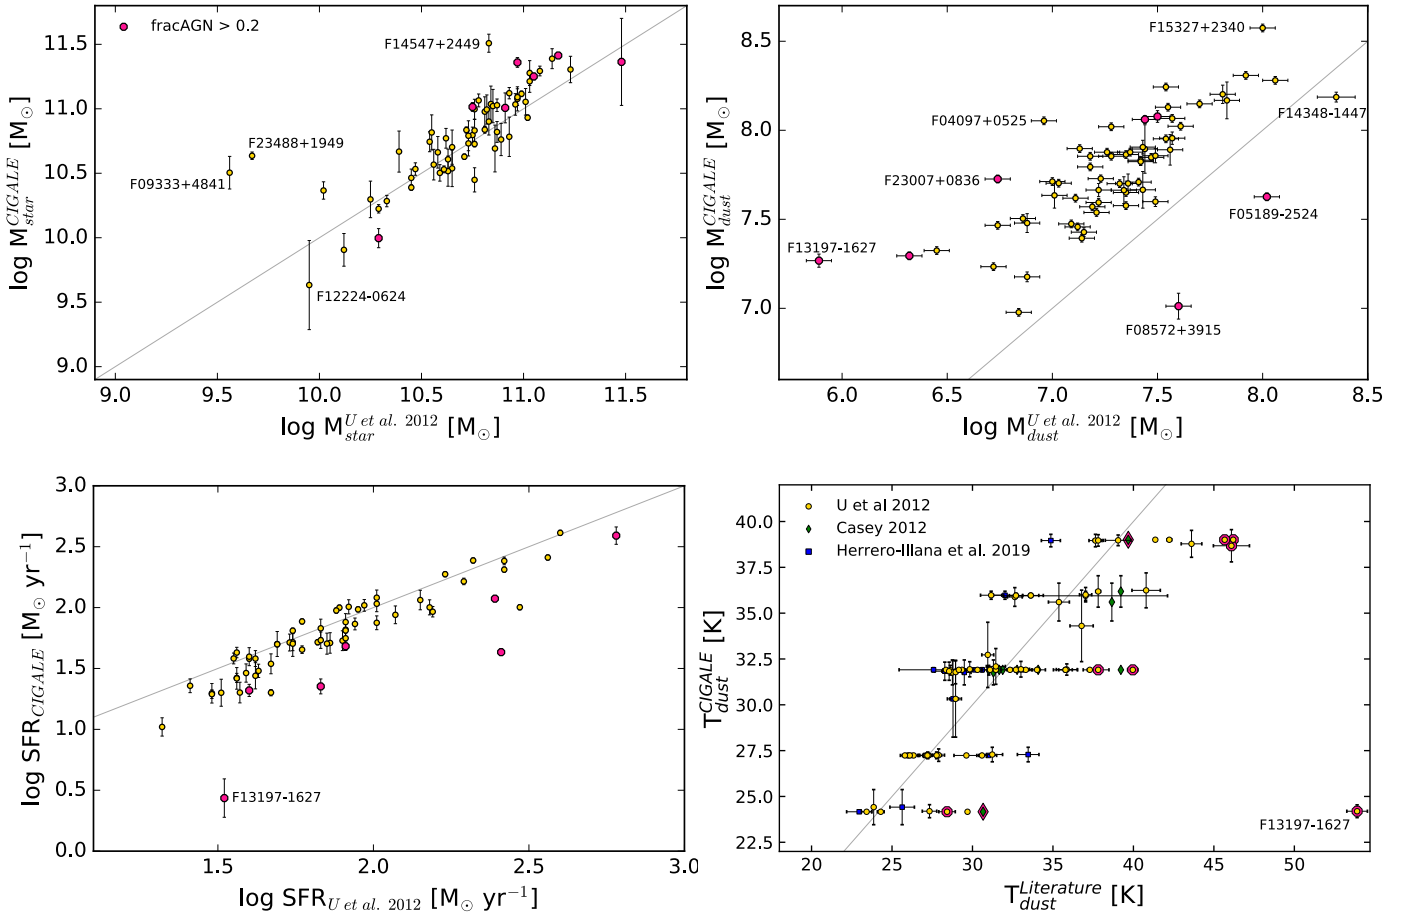 fracAGN > 0.2
F14547+2449
F23488+1949
F09333+4841
F12224-0624
11.5
11.0
10.5
10.0
9.5
9.0
9.0 9.5 10.0 10.5 11.0 11.5
log M_star^CIGALE [M⊙]
log M_star^U et al. 2012 [M⊙]
F15327+2340
F04097+0525
F14348-1447
F23007+0836
F05189-2524
F13197-1627
F08572+3915
8.5
8.0
7.5
7.0
6.0 6.5 7.0 7.5 8.0 8.5
log M_dust^CIGALE [M⊙]
log M_dust^U et al. 2012 [M⊙]
3.0
2.5
2.0
1.5
1.0
0.5
0.0
F13197-1627
1.5 2.0 2.5 3.0
log SFR_CIGALE [M⊙ yr⁻¹]
log SFR_U et al. 2012 [M⊙ yr⁻¹]
U et al 2012
Casey 2012
Herrero-Illana et al. 2019
40.0
37.5
35.0
32.5
30.0
27.5
25.0
22.5
F13197-1627
20 25 30 35 40 45 50
T_dust^CIGALE [K]
T_dust^Literature [K]